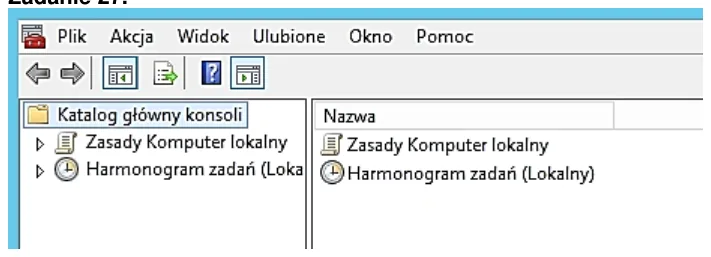 Zadanie 27.
Plik Akcja Widok Ulubione Okno Pomoc
Katalog główny konsoli
Zasady Komputer lokalny
Harmonogram zadań (Loka
Nazwa
Zasady Komputer lokalny
Harmonogram zadań (Lokalny)